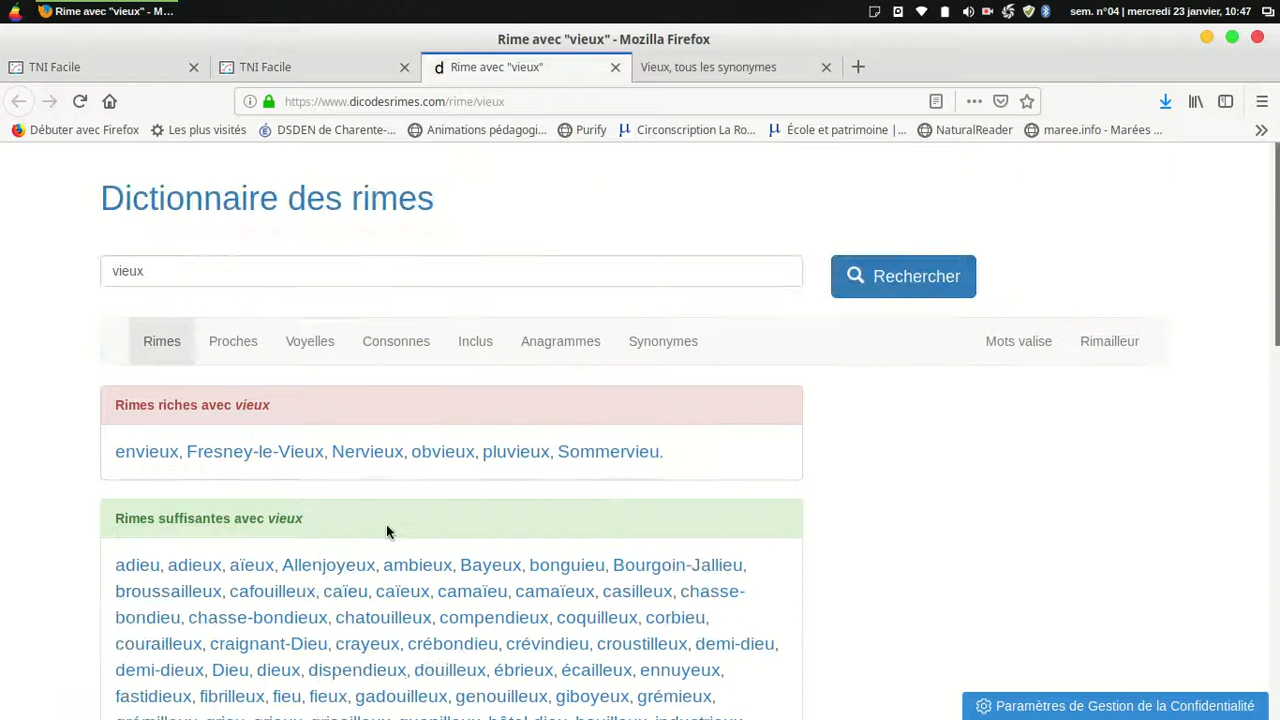 Rime avec "vieux" - M...
sem. n°04 | mercredi 23 janvier, 10:47
Rime avec "vieux" - Mozilla Firefox
TNI Facile
TNI Facile
d Rime avec "vieux"
Vieux, tous les synonymes
https://www.dicodesrimes.com/rime/vieux
Débuter avec Firefox
Les plus visités
DSDEN de Charente-...
Animations pédagogi...
Purify
Circonscription La Ro...
École et patrimoine |...
NaturalReader
maree.info - Marées ...
Dictionnaire des rimes
vieux
Rechercher
Rimes Proches Voyelles Consonnes Inclus Anagrammes Synonymes Mots valise Rimailleur
Rimes riches avec vieux
envieux, Fresney-le-Vieux, Nervieux, obvieux, pluvieux, Sommervieu.
Rimes suffisantes avec vieux
adieu, adieux, aïeux, Allenjoyeux, ambieux, Bayeux, bonguieu, Bourgoin-Jallieu,
broussailleux, cafouilleux, caïeu, caïeux, camaïeu, camaïeux, casilleux, chasse-
bondieu, chasse-bondieux, chatouilleux, compendieux, coquilleux, corbieu,
courailleux, craignant-Dieu, crayeux, crébondieu, crévindieu, croustilleux, demi-dieu,
demi-dieux, Dieu, dieux, dispendieux, douilleux, ébrieux, écailleux, ennuyeux,
fastidieux, fibrilleux, fieu, fieux, gadouilleux, genouilleux, giboyeux, grémieux,
Paramètres de Gestion de la Confidentialité